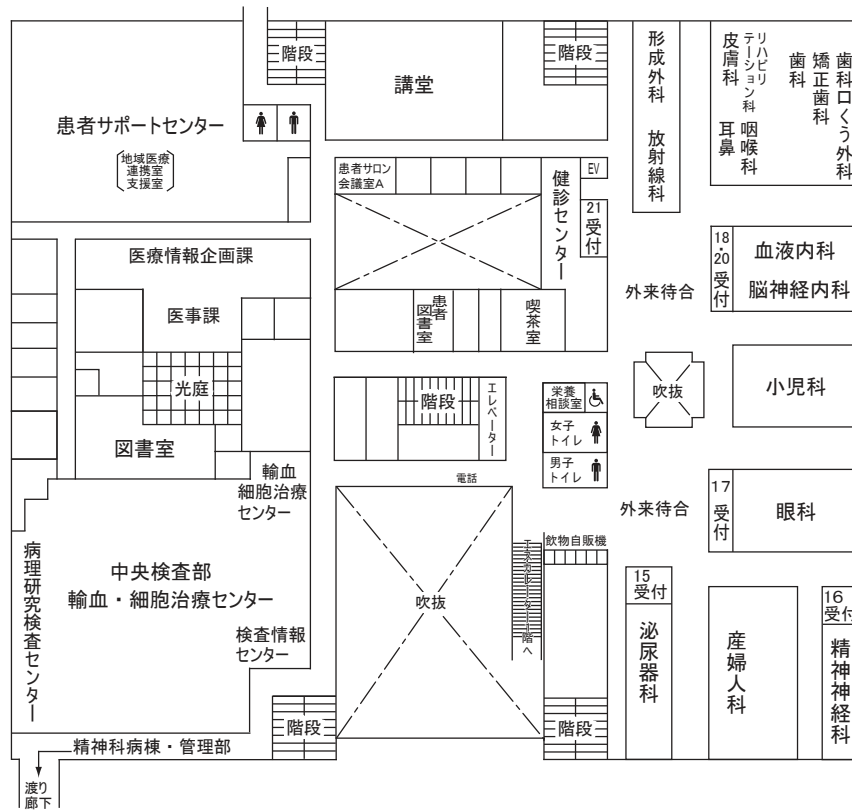 階段
階段
講堂
患者サポートセンター
地域医療
連携室
支援室
形成外科
放射線科
リハビリ
テーション科
皮膚科
耳鼻
咽喉科
歯科
矯正歯科
歯科口くう外科
患者サロン
会議室A
健診センター
EV
21
受付
医療情報企画課
医事課
光庭
図書室
輸血
細胞治療
センター
患者
図書室
喫茶室
外来待合
18・20
受付
血液内科
脳神経内科
吹抜
小児科
階段
エレベーター
栄養
相談室
女子
トイレ
男子
トイレ
電話
外来待合
17
受付
眼科
病理研究検査センター
中央検査部
輸血・細胞治療センター
検査情報
センター
吹抜
エスカレーターⅡ階へ
飲物自販機
15
受付
泌尿器科
産婦人科
16
受付
精神神経科
階段
階段
精神科病棟・管理部
渡り
廊下